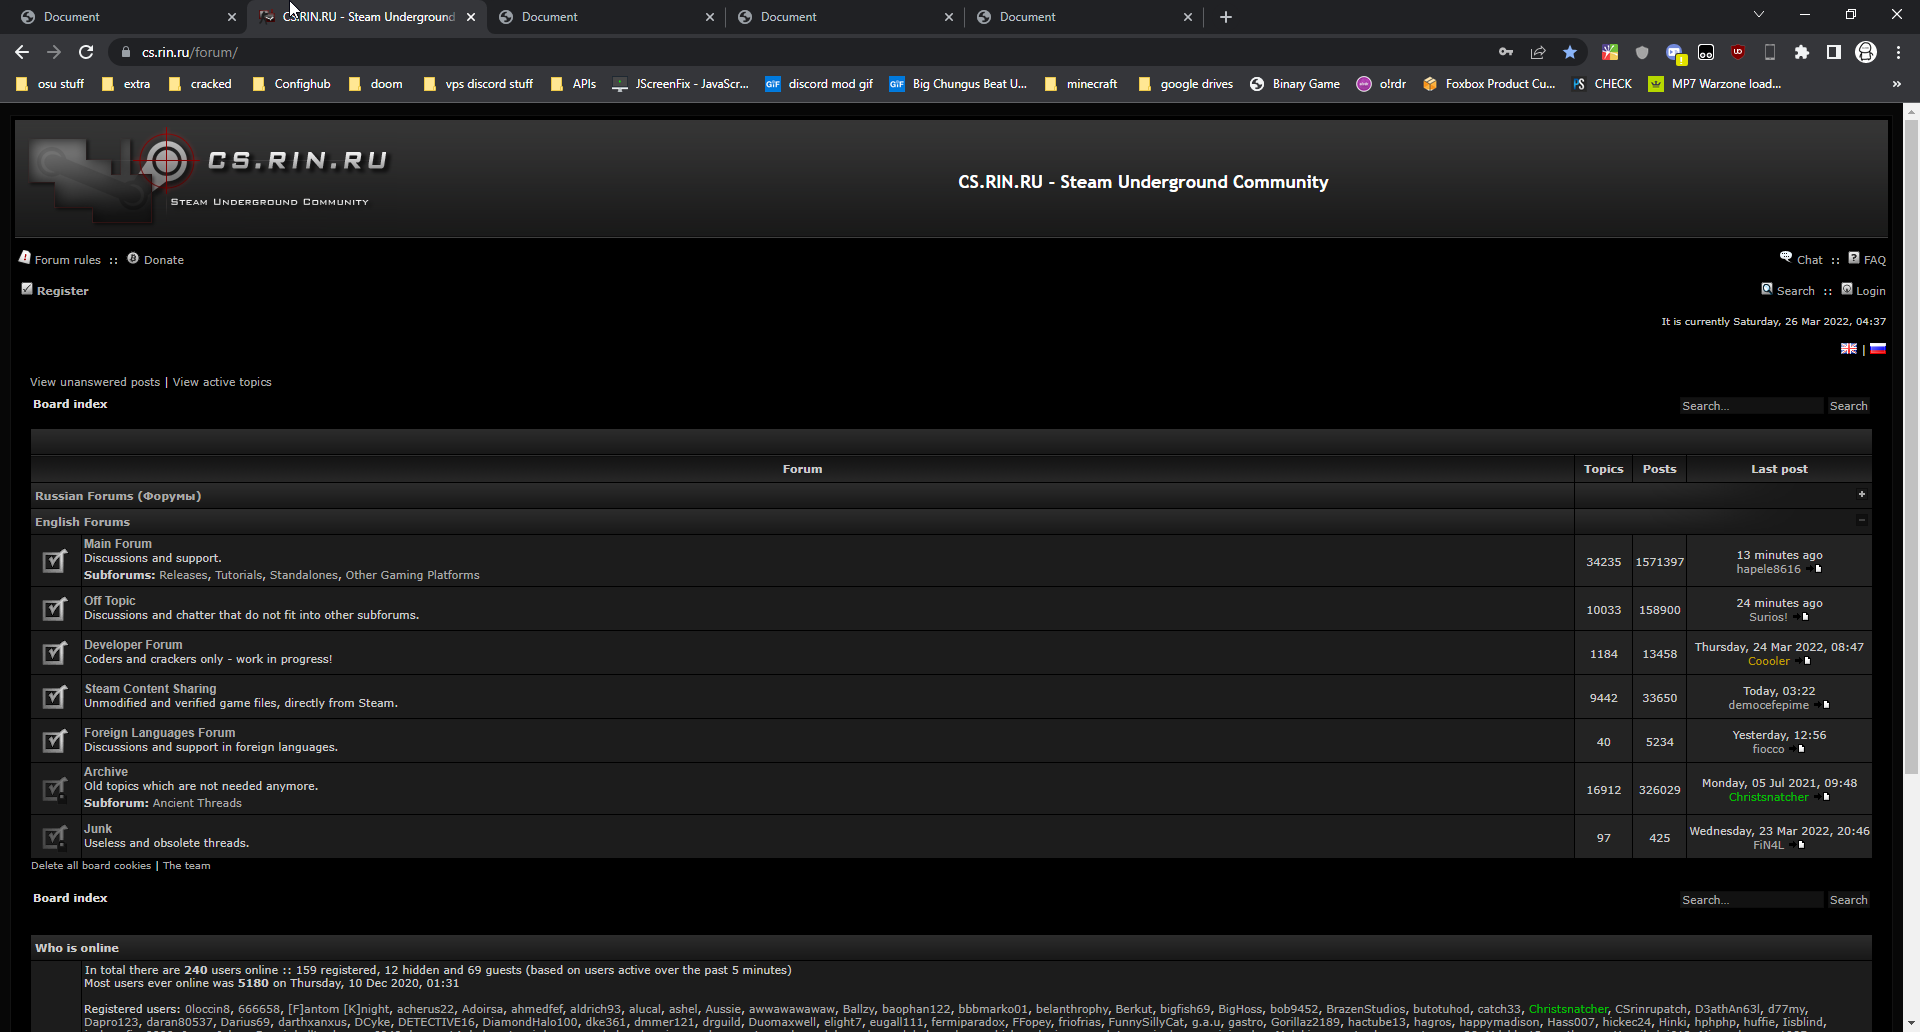 Document
CS.RIN.RU - Steam Underground
Document
Document
Document
cs.rin.ru/forum/
osu stuff
extra
cracked
Confighub
doom
vps discord stuff
APIs
JScreenFix - JavaScr...
discord mod gif
Big Chungus Beat U...
minecraft
google drives
Binary Game
o!rdr
Foxbox Product Cu...
CHECK
MP7 Warzone load...
CS.RIN.RU
STEAM UNDERGROUND COMMUNITY
CS.RIN.RU - Steam Underground Community
Forum rules :: Donate
Chat :: FAQ
Register
Search :: Login
It is currently Saturday, 26 Mar 2022, 04:37
View unanswered posts | View active topics
Board index
Search... Search
Forum Topics Posts Last post
Russian Forums (Форумы)
English Forums
Main Forum
Discussions and support.
Subforums: Releases, Tutorials, Standalones, Other Gaming Platforms
34235 1571397
13 minutes ago
hapele8616
Off Topic
Discussions and chatter that do not fit into other subforums.
10033 158900
24 minutes ago
Surios!
Developer Forum
Coders and crackers only - work in progress!
1184 13458
Thursday, 24 Mar 2022, 08:47
Coooler
Steam Content Sharing
Unmodified and verified game files, directly from Steam.
9442 33650
Today, 03:22
democefepime
Foreign Languages Forum
Discussions and support in foreign languages.
40 5234
Yesterday, 12:56
fiocco
Archive
Old topics which are not needed anymore.
Subforum: Ancient Threads
16912 326029
Monday, 05 Jul 2021, 09:48
Christsnatcher
Junk
Useless and obsolete threads.
97 425
Wednesday, 23 Mar 2022, 20:46
FiN4L
Delete all board cookies | The team
Board index
Search... Search
Who is online
In total there are 240 users online :: 159 registered, 12 hidden and 69 guests (based on users active over the past 5 minutes)
Most users ever online was 5180 on Thursday, 10 Dec 2020, 01:31
Registered users: 0loccin8, 666658, [F]antom [K]night, acherus22, Adoirsa, ahmedfef, aldrich93, alucal, ashel, Aussie, awwawawawaw, Ballzy, baophan122, bbbmarko01, belanthrophy, Berkut, bigfish69, BigHoss, bob9452, BrazenStudios, butotuhod, catch33, Christsnatcher, CSrinrupatch, D3athAn63l, d77my,
Dapro123, daran80537, Darius69, darthxanxus, DCyke, DETECTIVE16, DiamondHalo100, dke361, dmmer121, drguild, Duomaxwell, elight7, eugall111, fermiparadox, FFopey, friofrias, FunnySillyCat, g.a.u, gastro, Gorillaz2189, hactube13, hagros, happymadison, Hass007, hickec24, Hinki, hphphp, huffie, Iisblind,